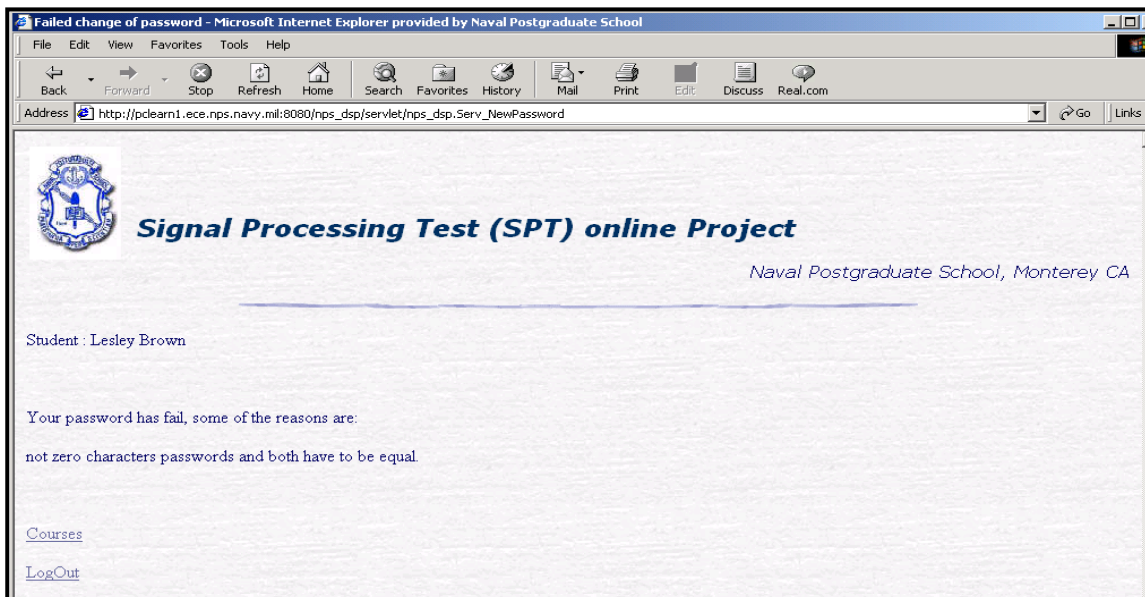 Failed change of password - Microsoft Internet Explorer provided by Naval Postgraduate School
File Edit View Favorites Tools Help
Back Forward Stop Refresh Home Search Favorites History Mail Print Edit Discuss Real.com
Address http://pclearn1.ece.nps.navy.mil:8080/nps_dsp/servlet/nps_dsp.Serv_NewPassword Go Links
Signal Processing Test (SPT) online Project
Naval Postgraduate School, Monterey CA
Student : Lesley Brown
Your password has fail, some of the reasons are:
not zero characters passwords and both have to be equal.
Courses
LogOut